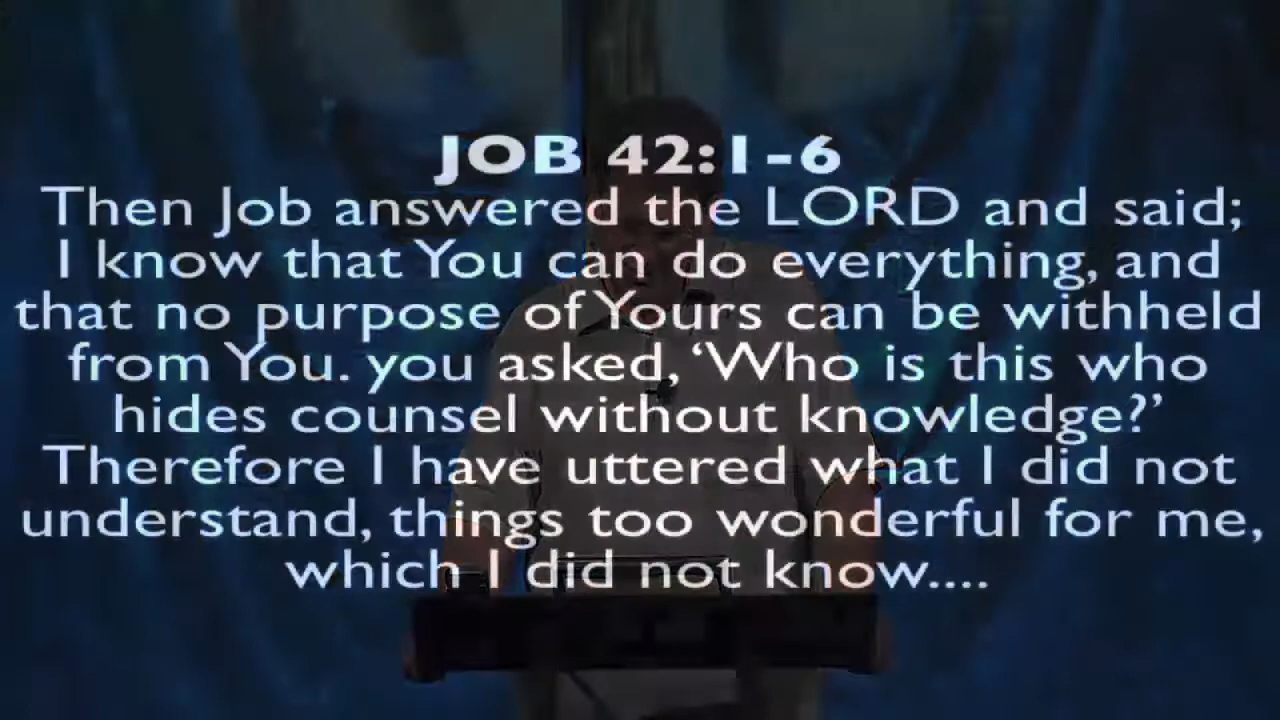 JOB 42:1-6
Then Job answered the LORD and said;
I know that You can do everything, and
that no purpose of Yours can be withheld
from You. you asked, ‘Who is this who
hides counsel without knowledge?’
Therefore I have uttered what I did not
understand, things too wonderful for me,
which I did not know....